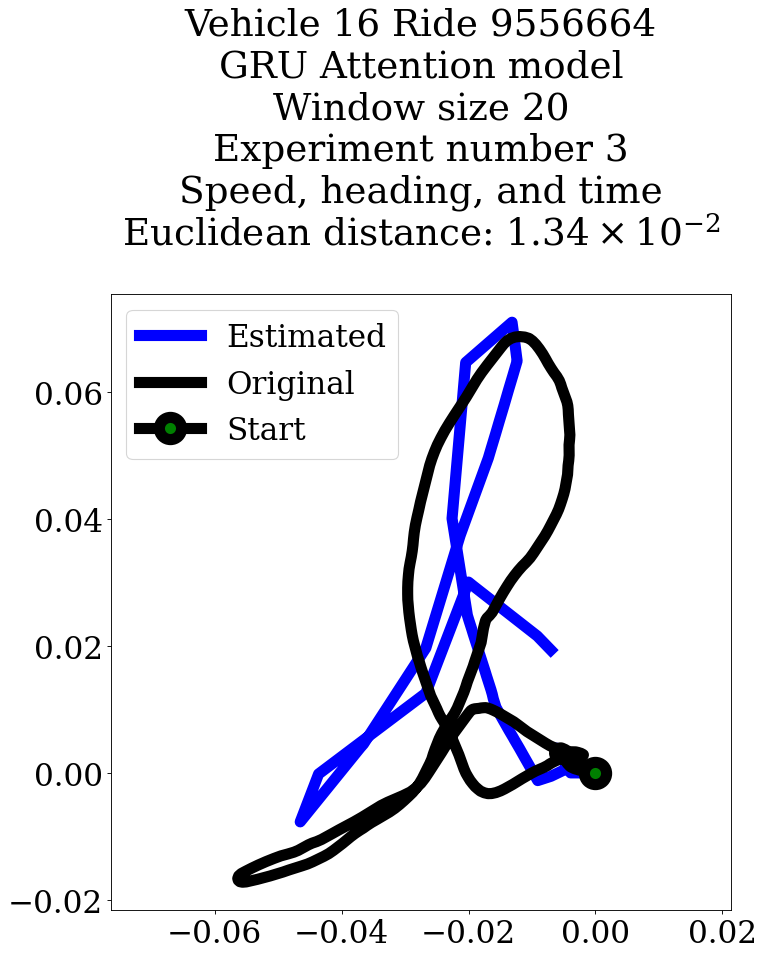 Vehicle 16 Ride 9556664
GRU Attention model
Window size 20
Experiment number 3
Speed, heading, and time
Euclidean distance: 1.34 × 10⁻²
Estimated
Original
Start
0.06
0.04
0.02
0.00
−0.02
−0.06 −0.04 −0.02 0.00 0.02